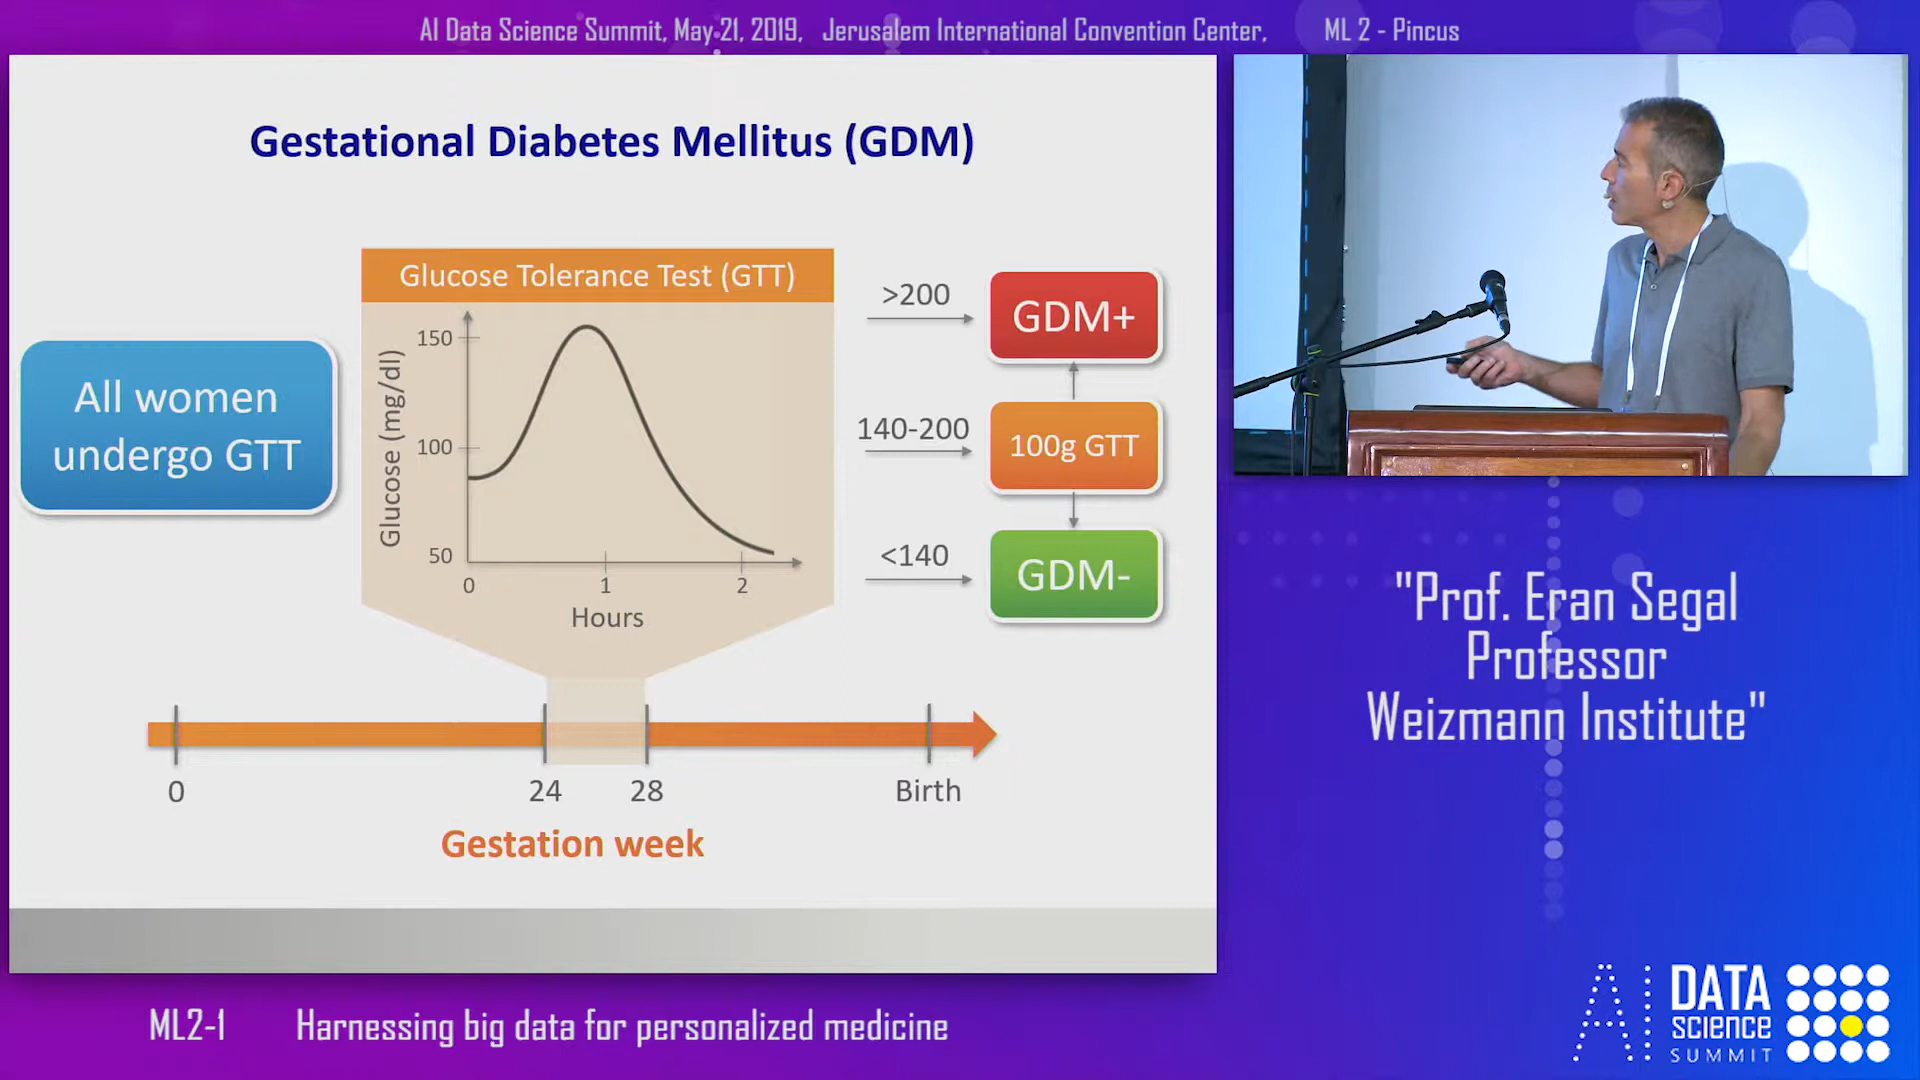 AI Data Science Summit, May 21, 2019, Jerusalem International Convention Center, ML 2 - Pincus
Gestational Diabetes Mellitus (GDM)
All women
undergo GTT
Glucose Tolerance Test (GTT)
Glucose (mg/dl)
150
100
50
0 1 2
Hours
>200
GDM+
140-200
100g GTT
<140
GDM-
0 24 28 Birth
Gestation week
"Prof. Eran Segal
Professor
Weizmann Institute"
ML2-1 Harnessing big data for personalized medicine
AI DATA
SCIENCE
SUMMIT